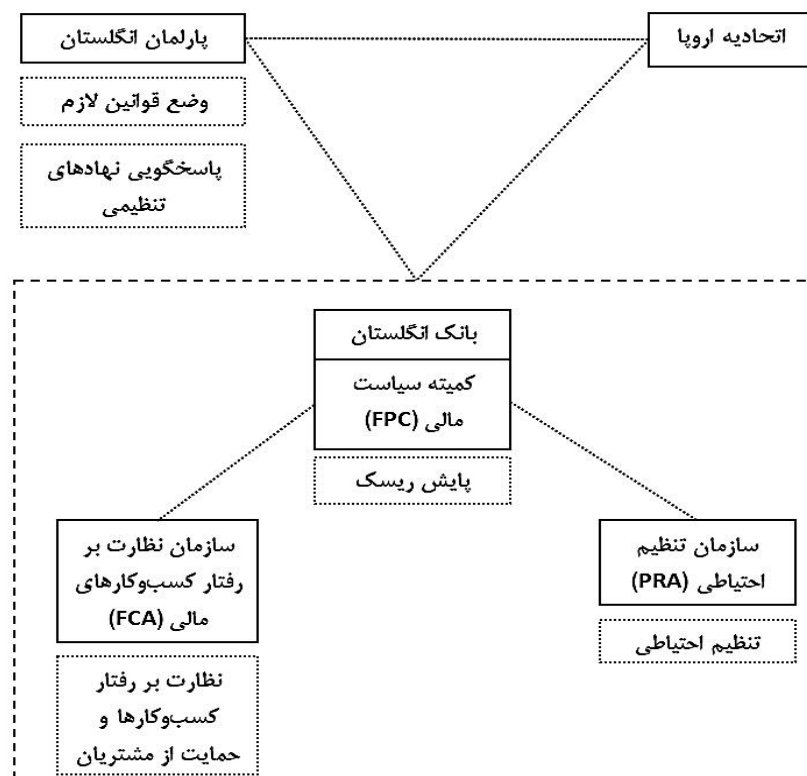 پارلمان انگلستان
اتحادیه اروپا
وضع قوانین لازم
پاسخگویی نهادهای
تنظیمی
بانک انگلستان
کمیته سیاست
مالی (FPC)
پایش ریسک
سازمان تنظیم
احتیاطی (PRA)
تنظیم احتیاطی
سازمان نظارت بر
رفتار کسب‌وکارهای
مالی (FCA)
نظارت بر رفتار
کسب‌وکارها و
حمایت از مشتریان